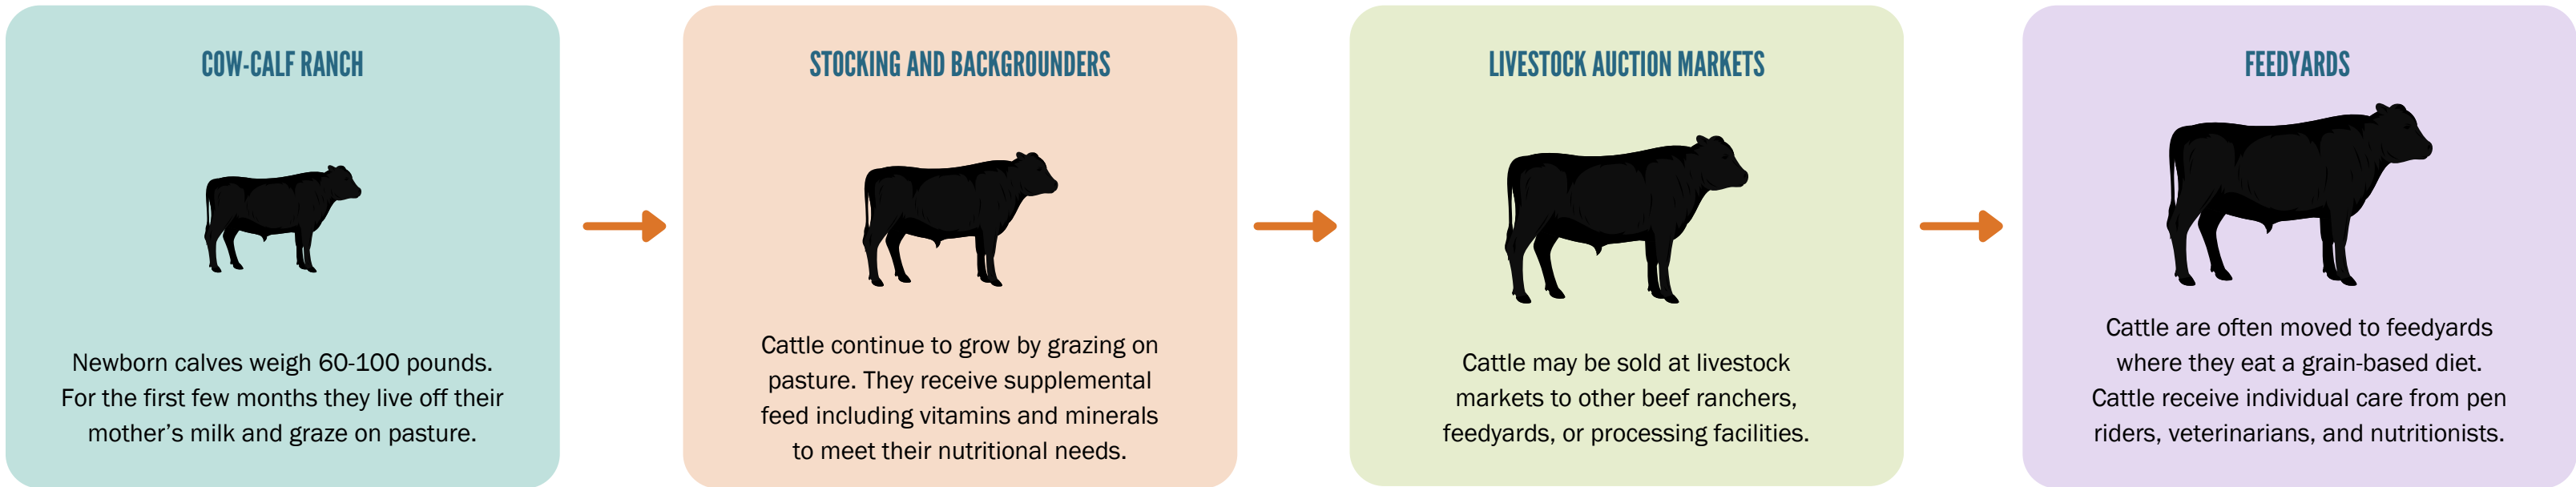 COW-CALF RANCH
Newborn calves weigh 60-100 pounds.
For the first few months they live off their
mother’s milk and graze on pasture.
STOCKING AND BACKGROUNDERS
Cattle continue to grow by grazing on
pasture. They receive supplemental
feed including vitamins and minerals
to meet their nutritional needs.
LIVESTOCK AUCTION MARKETS
Cattle may be sold at livestock
markets to other beef ranchers,
feedyards, or processing facilities.
FEEDYARDS
Cattle are often moved to feedyards
where they eat a grain-based diet.
Cattle receive individual care from pen
riders, veterinarians, and nutritionists.